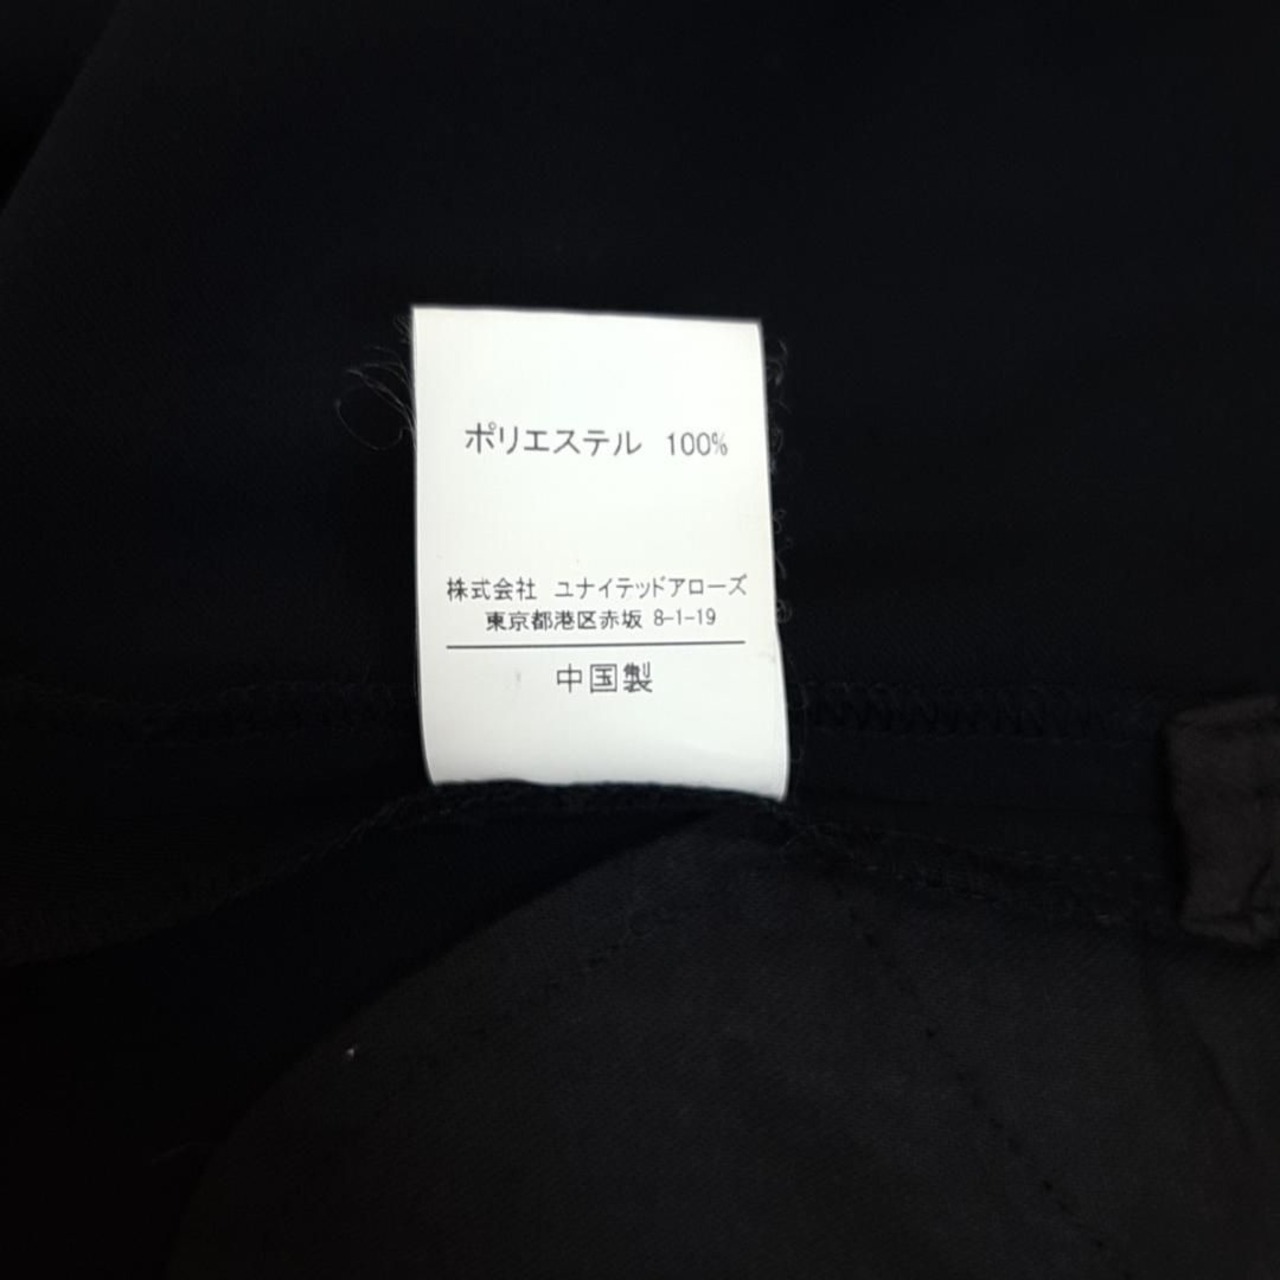 ポリエステル 100%
株式会社 ユナイテッドアローズ
東京都港区赤坂 8-1-19
中国製